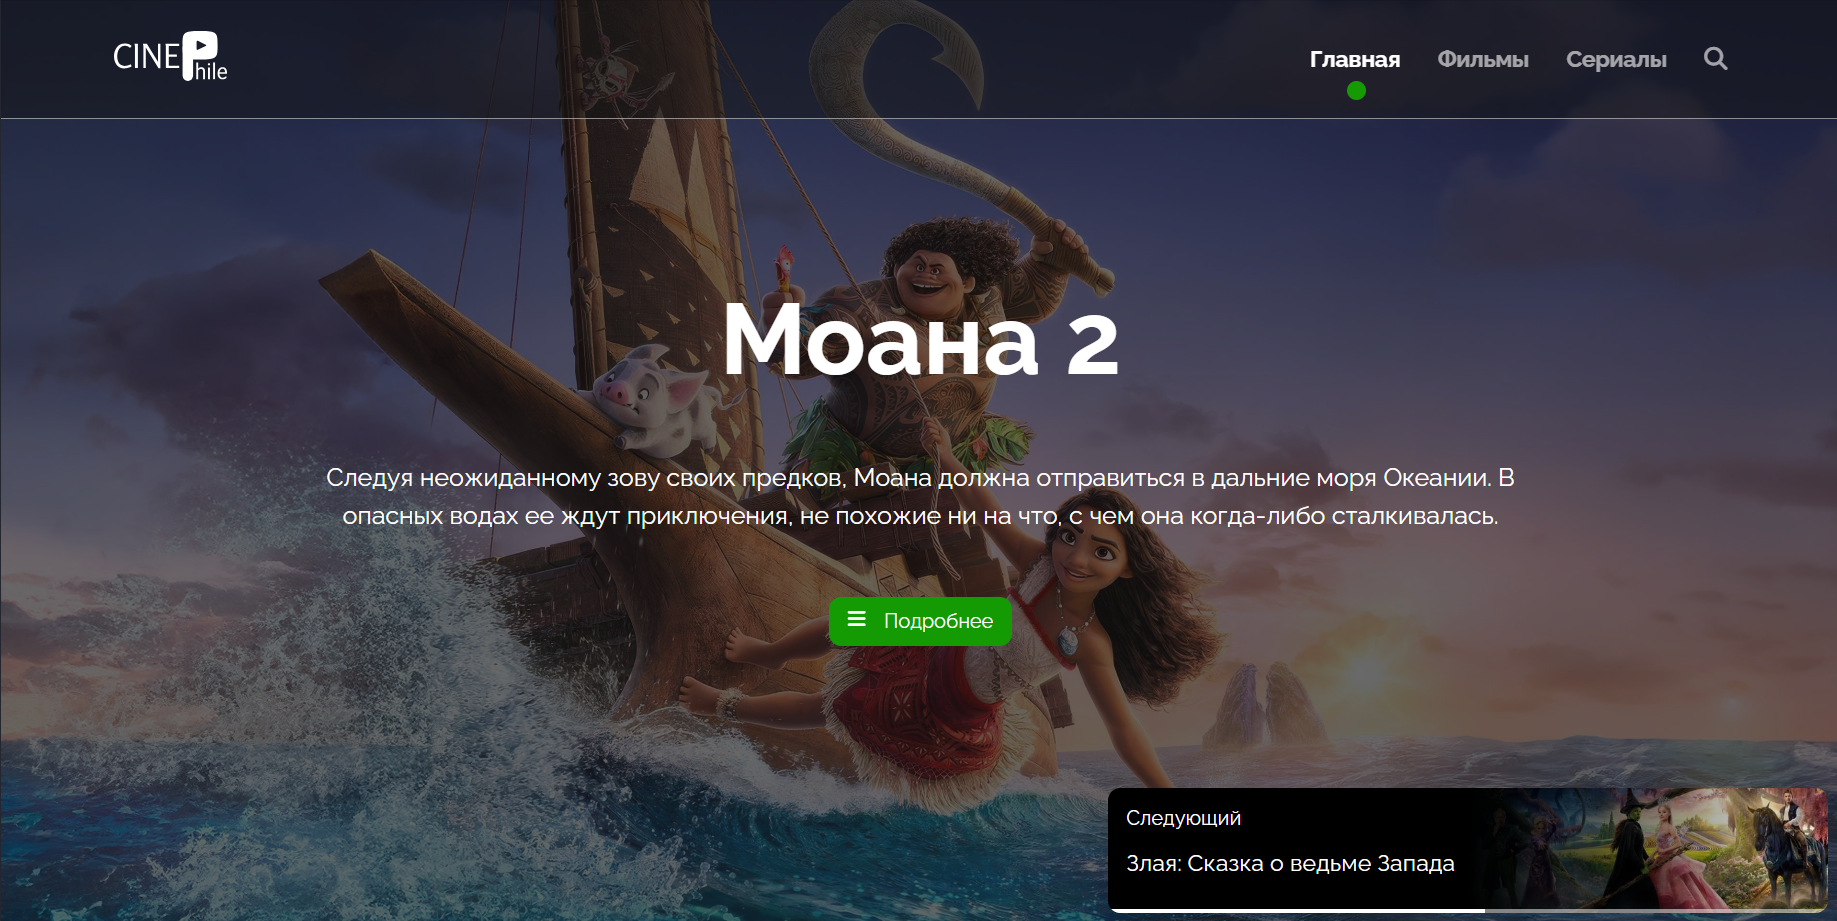 CINEPhile
Главная
Фильмы
Сериалы
Моана 2
Следуя неожиданному зову своих предков, Моана должна отправиться в дальние моря Океании. В
опасных водах ее ждут приключения, не похожие ни на что, с чем она когда-либо сталкивалась.
Подробнее
Следующий
Злая: Сказка о ведьме Запада